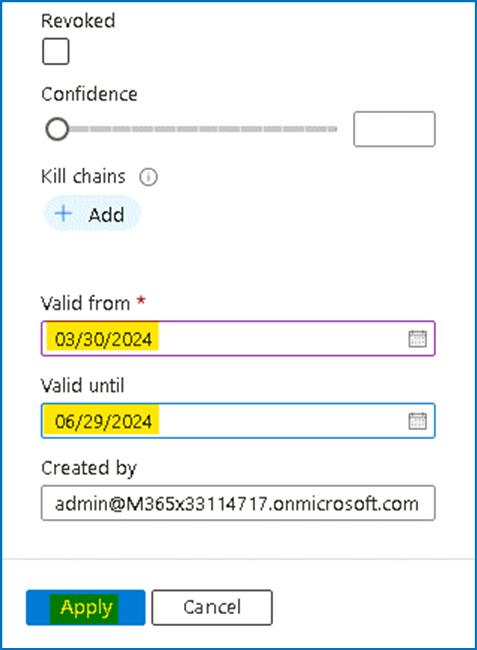 Revoked
Confidence
Kill chains
+ Add
Valid from *
03/30/2024
Valid until
06/29/2024
Created by
admin@M365x33114717.onmicrosoft.com
Apply Cancel